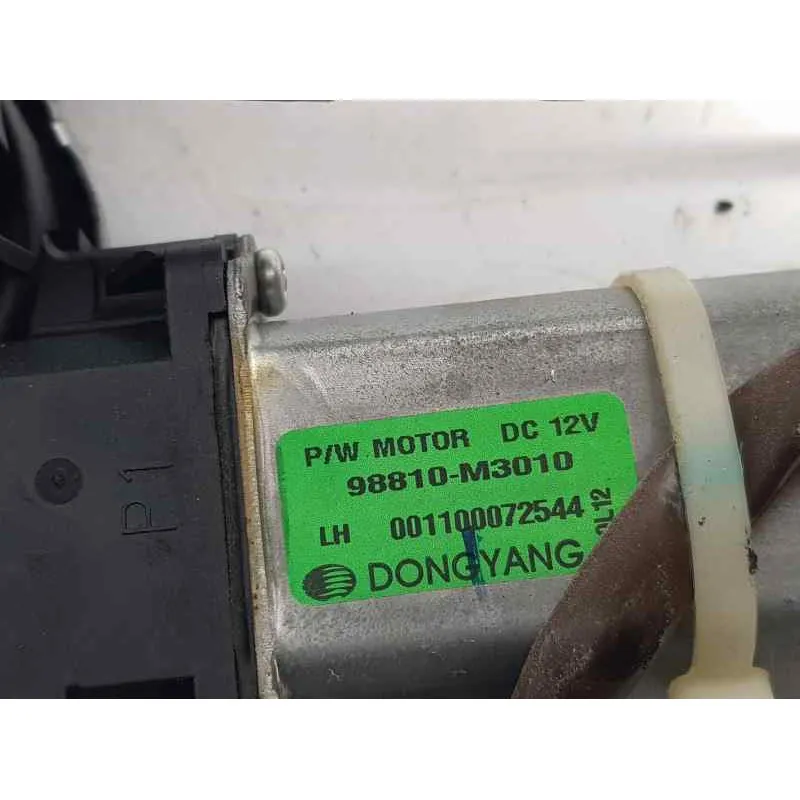 P/W MOTOR DC 12V
98810-M3010
LH 001100072544
DONGYANG
P1